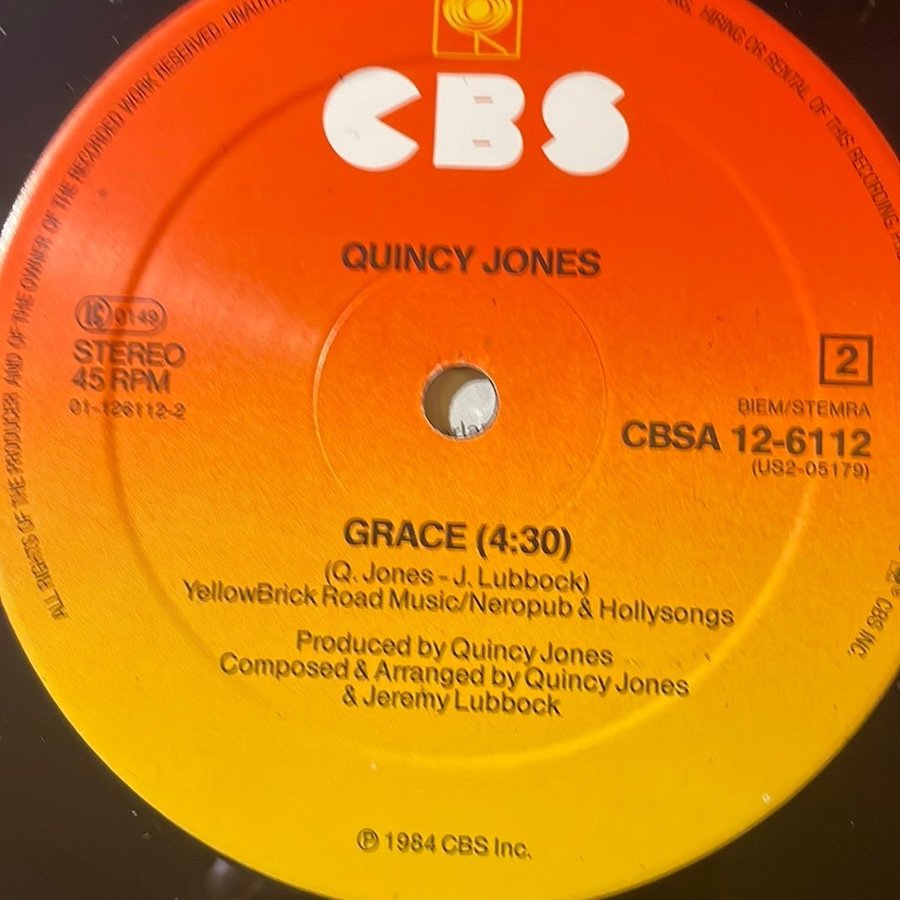 CBS
QUINCY JONES
LC 0149
STEREO
45 RPM
01-126112-2
2
BIEM/STEMRA
CBSA 12-6112
(US2-05179)
GRACE (4:30)
(Q. Jones - J. Lubbock)
YellowBrick Road Music/Neropub & Hollysongs
Produced by Quincy Jones
Composed & Arranged by Quincy Jones
& Jeremy Lubbock
℗ 1984 CBS Inc.
ALL RIGHTS OF THE PRODUCER AND OF THE OWNER OF THE RECORDED WORK RESERVED.
HIRING OR RENTAL OF THIS RECORDING
CBS INC.